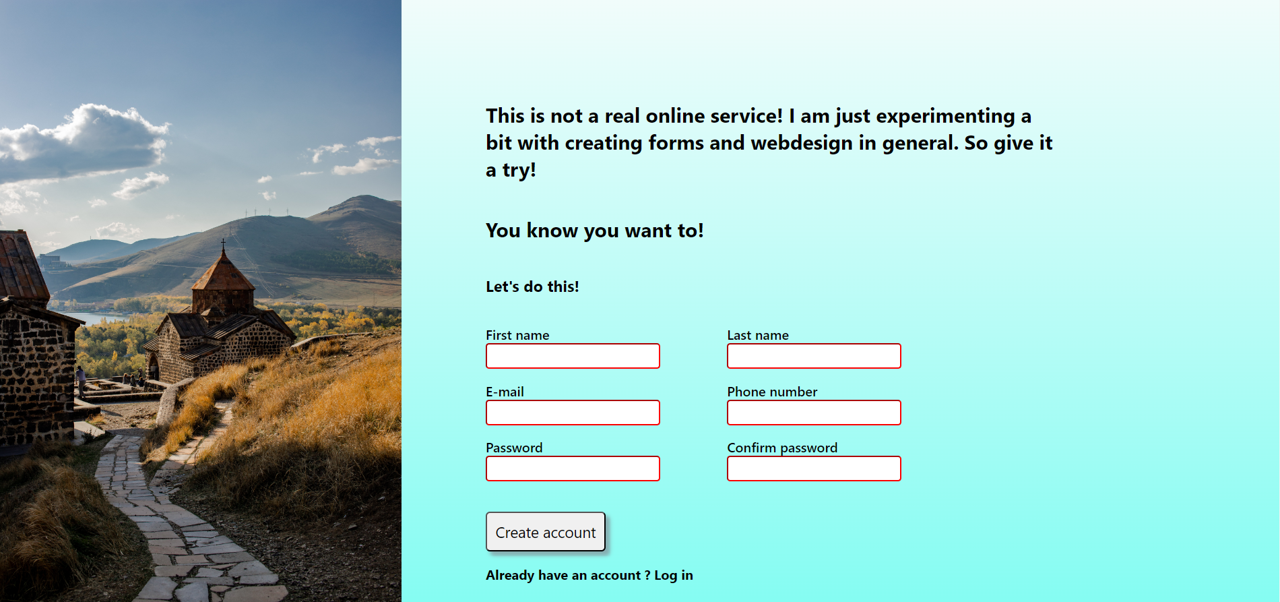 This is not a real online service! I am just experimenting a
bit with creating forms and webdesign in general. So give it
a try!
You know you want to!
Let's do this!
First name
Last name
E-mail
Phone number
Password
Confirm password
Create account
Already have an account ? Log in